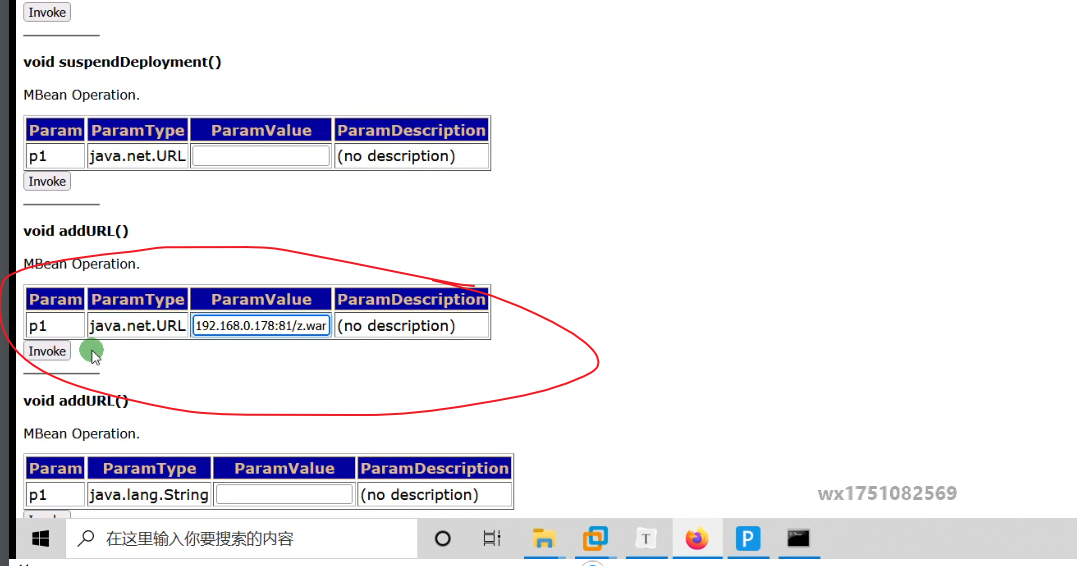 Invoke
void suspendDeployment()
MBean Operation.
Param ParamType ParamValue ParamDescription
p1 java.net.URL (no description)
Invoke
void addURL()
MBean Operation.
Param ParamType ParamValue ParamDescription
p1 java.net.URL 192.168.0.178:81/z.war (no description)
Invoke
void addURL()
MBean Operation.
Param ParamType ParamValue ParamDescription
p1 java.lang.String (no description)
wx1751082569
在这里输入你要搜索的内容
T
P